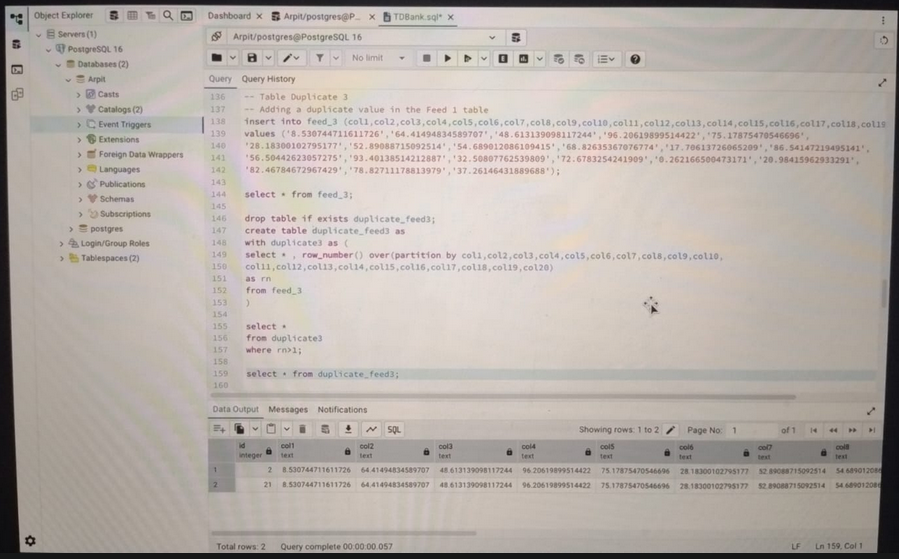 Object Explorer
Dashboard
Arpit/postgres@P...
TDBank.sql*
Servers (1)
PostgreSQL 16
Databases (2)
Arpit
Casts
Catalogs (2)
Event Triggers
Extensions
Foreign Data Wrappers
Languages
Publications
Schemas
Subscriptions
postgres
Login/Group Roles
Tablespaces (2)
Arpit/postgres@PostgreSQL 16
No limit
Query
Query History
136 -- Table Duplicate 3
137 -- Adding a duplicate value in the Feed 1 table
138 insert into feed_3 (col1,col2,col3,col4,col5,col6,col7,col8,col9,col10,col11,col12,col13,col14,col15,col16,col17,col18,col19
139 values ('8.530744711611726','64.41494834589707','48.613139098117244','96.20619899514422','75.17875470546696',
140 '28.18300102795177','52.89088715092514','54.689012086109415','68.82635367076774','17.70613726065209','86.54147219495141',
141 '56.50442623057275','93.40138514212887','32.50807762539809','72.6783254241909','0.262166500473171','20.98415962933291',
142 '82.46784672967429','78.82711178813979','37.26146431889688');
143
144 select * from feed_3;
145
146 drop table if exists duplicate_feed3;
147 create table duplicate_feed3 as
148 with duplicate3 as (
149 select * , row_number() over(partition by col1,col2,col3,col4,col5,col6,col7,col8,col9,col10,
150 col11,col12,col13,col14,col15,col16,col17,col18,col19,col20)
151 as rn
152 from feed_3
153 )
154
155 select *
156 from duplicate3
157 where rn>1;
158
159 select * from duplicate_feed3;
160
Data Output
Messages
Notifications
SQL
Showing rows: 1 to 2
Page No: 1 of 1
id integer
col1 text
col2 text
col3 text
col4 text
col5 text
col6 text
col7 text
col8 text
1 2 8.530744711611726 64.41494834589707 48.613139098117244 96.20619899514422 75.17875470546696 28.18300102795177 52.89088715092514 54.689012086
2 21 8.530744711611726 64.41494834589707 48.613139098117244 96.20619899514422 75.17875470546696 28.18300102795177 52.89088715092514 54.689012086
Total rows: 2
Query complete 00:00:00.057
LF
Ln 159, Col 1